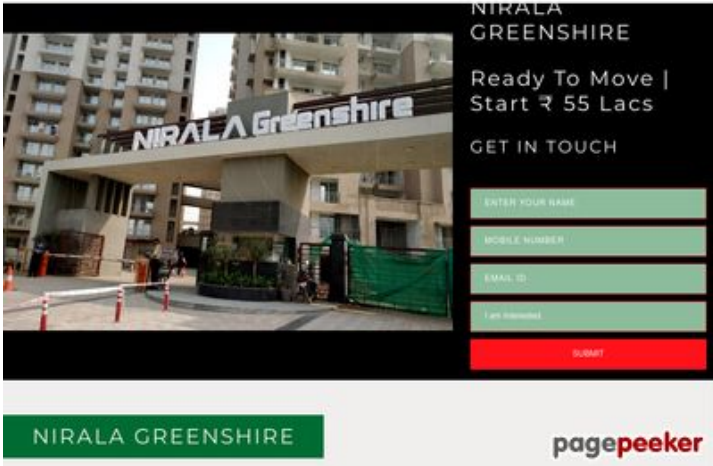 NIRALA
GREENSHIRE
NIRALA Greenshire
Ready To Move |
Start ₹ 55 Lacs
GET IN TOUCH
ENTER YOUR NAME
MOBILE NUMBER
EMAIL ID
I am Interested
SUBMIT
NIRALA GREENSHIRE
pagepeeker